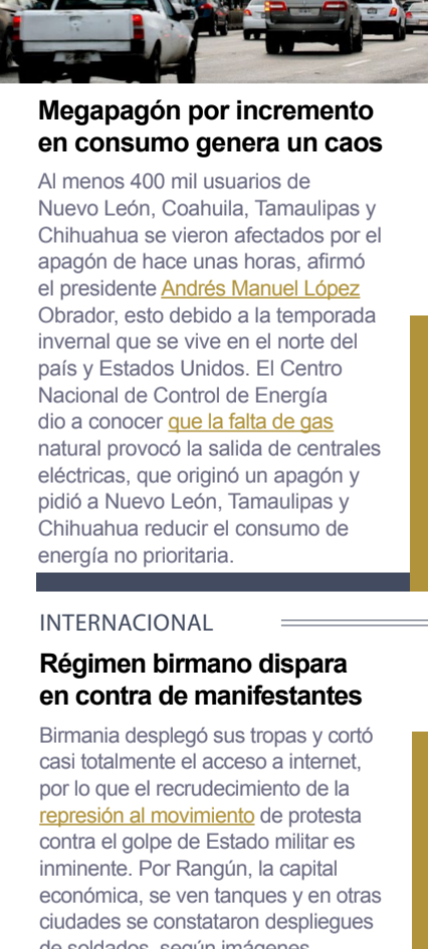 Megapagón por incremento
en consumo genera un caos
Al menos 400 mil usuarios de
Nuevo León, Coahuila, Tamaulipas y
Chihuahua se vieron afectados por el
apagón de hace unas horas, afirmó
el presidente Andrés Manuel López
Obrador, esto debido a la temporada
invernal que se vive en el norte del
país y Estados Unidos. El Centro
Nacional de Control de Energía
dio a conocer que la falta de gas
natural provocó la salida de centrales
eléctricas, que originó un apagón y
pidió a Nuevo León, Tamaulipas y
Chihuahua reducir el consumo de
energía no prioritaria.
INTERNACIONAL
Régimen birmano dispara
en contra de manifestantes
Birmania desplegó sus tropas y cortó
casi totalmente el acceso a internet,
por lo que el recrudecimiento de la
represión al movimiento de protesta
contra el golpe de Estado militar es
inminente. Por Rangún, la capital
económica, se ven tanques y en otras
ciudades se constataron despliegues
de soldados, según imágenes